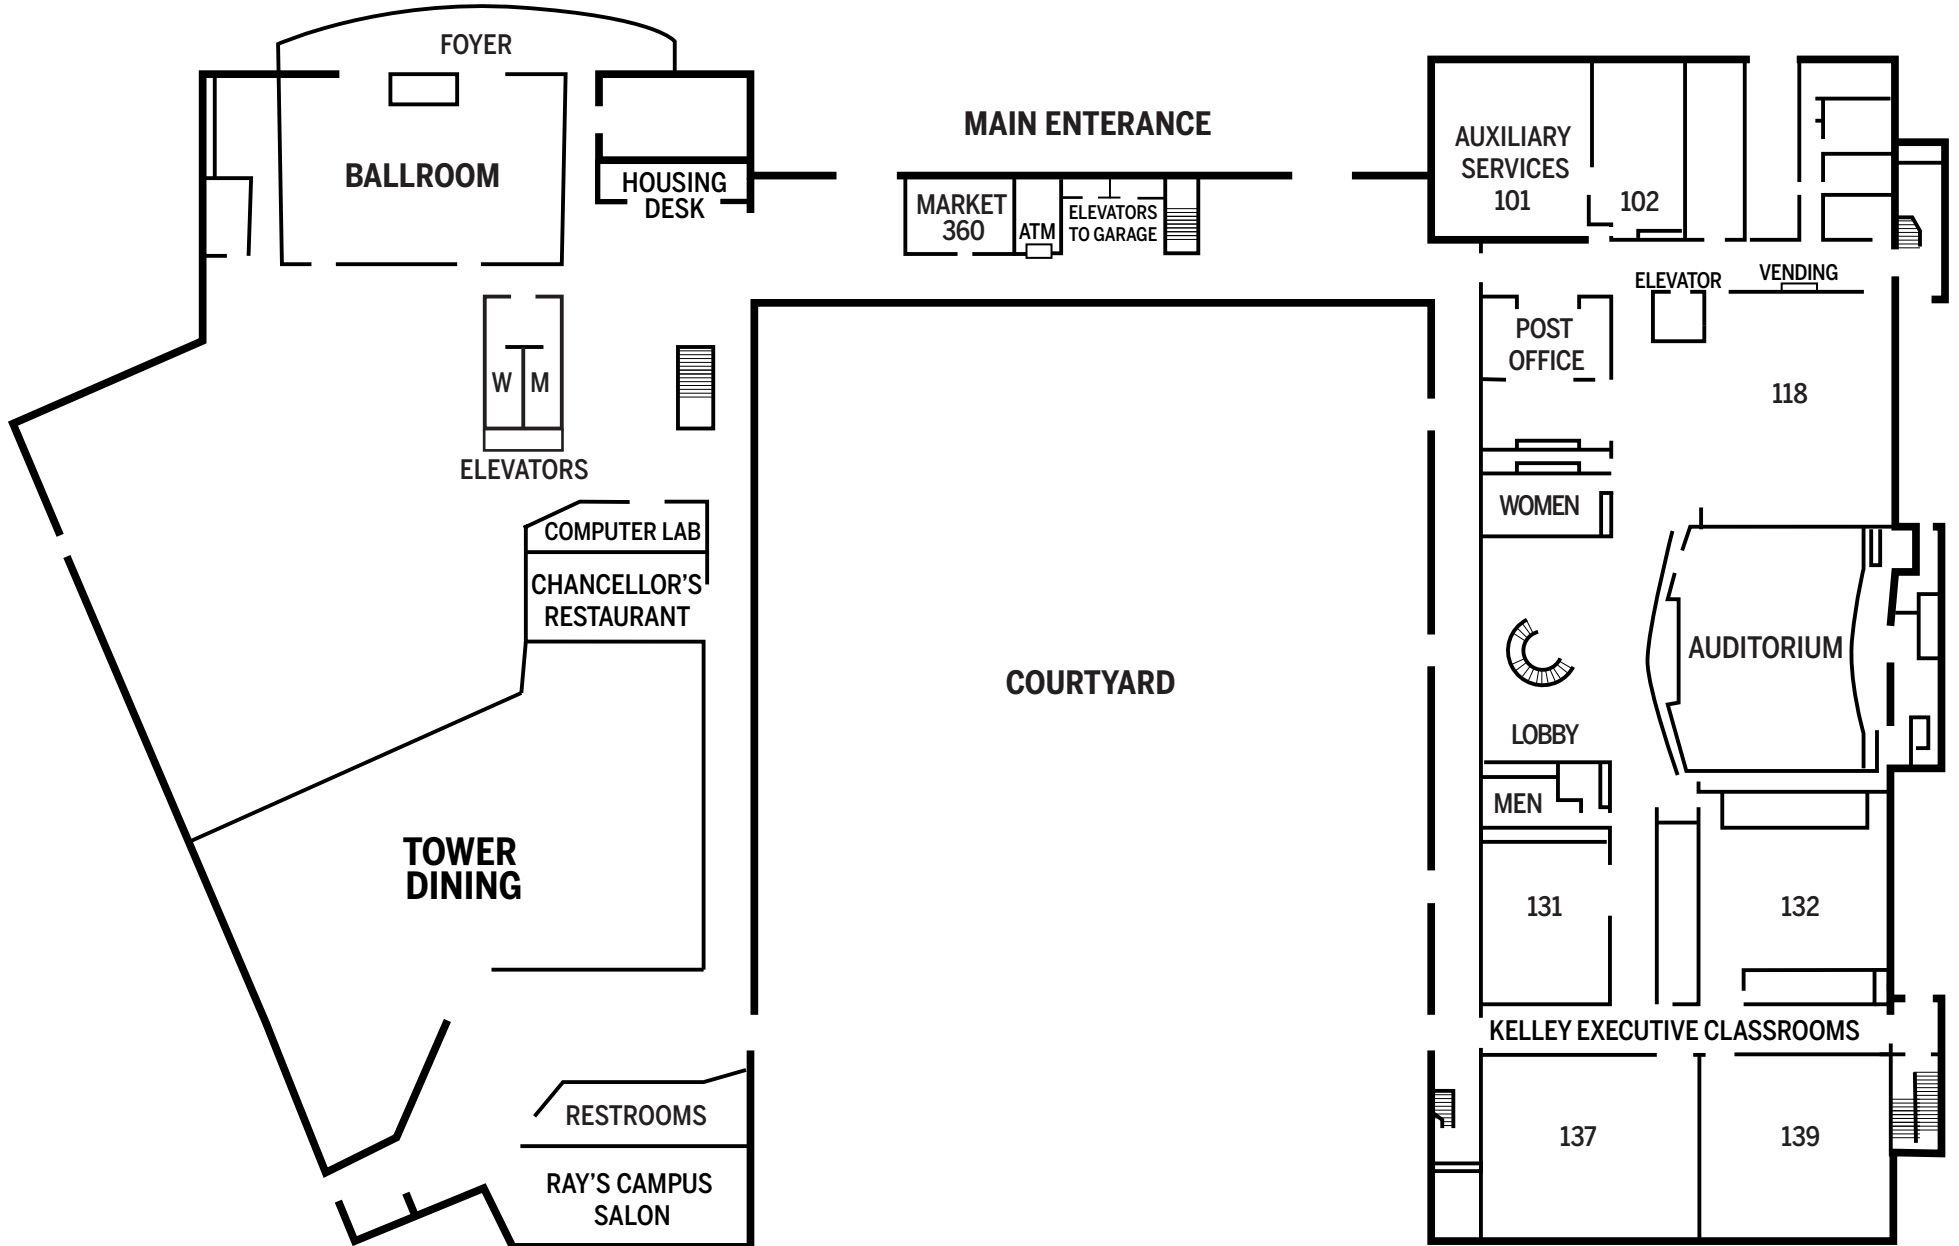 FOYER
BALLROOM
HOUSING
DESK
MAIN ENTERANCE
MARKET
360
ATM
ELEVATORS
TO GARAGE
AUXILIARY
SERVICES
101
102
ELEVATOR
VENDING
POST
OFFICE
118
W
M
ELEVATORS
COMPUTER LAB
CHANCELLOR'S
RESTAURANT
WOMEN
COURTYARD
AUDITORIUM
LOBBY
MEN
TOWER
DINING
131
132
KELLEY EXECUTIVE CLASSROOMS
RESTROOMS
137
139
RAY'S CAMPUS
SALON